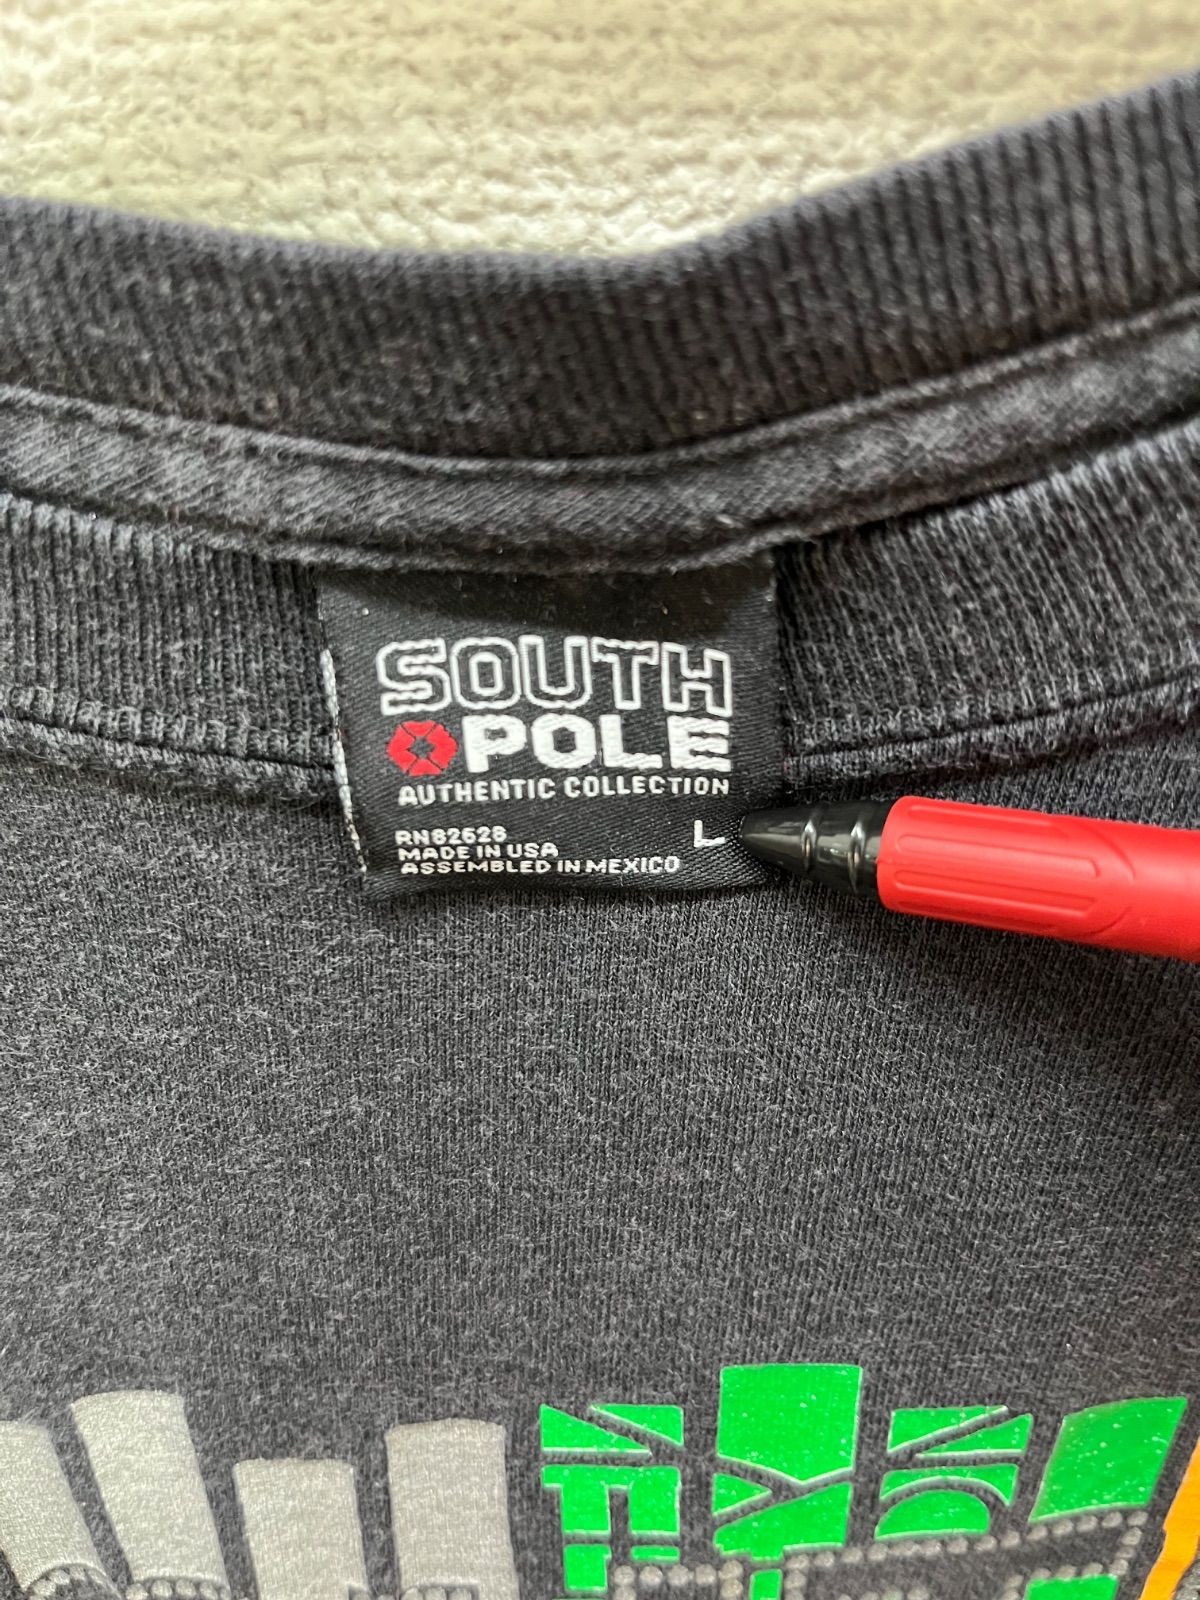 SOUTH
POLE
AUTHENTIC COLLECTION
RN82628
L
MADE IN USA
ASSEMBLED IN MEXICO